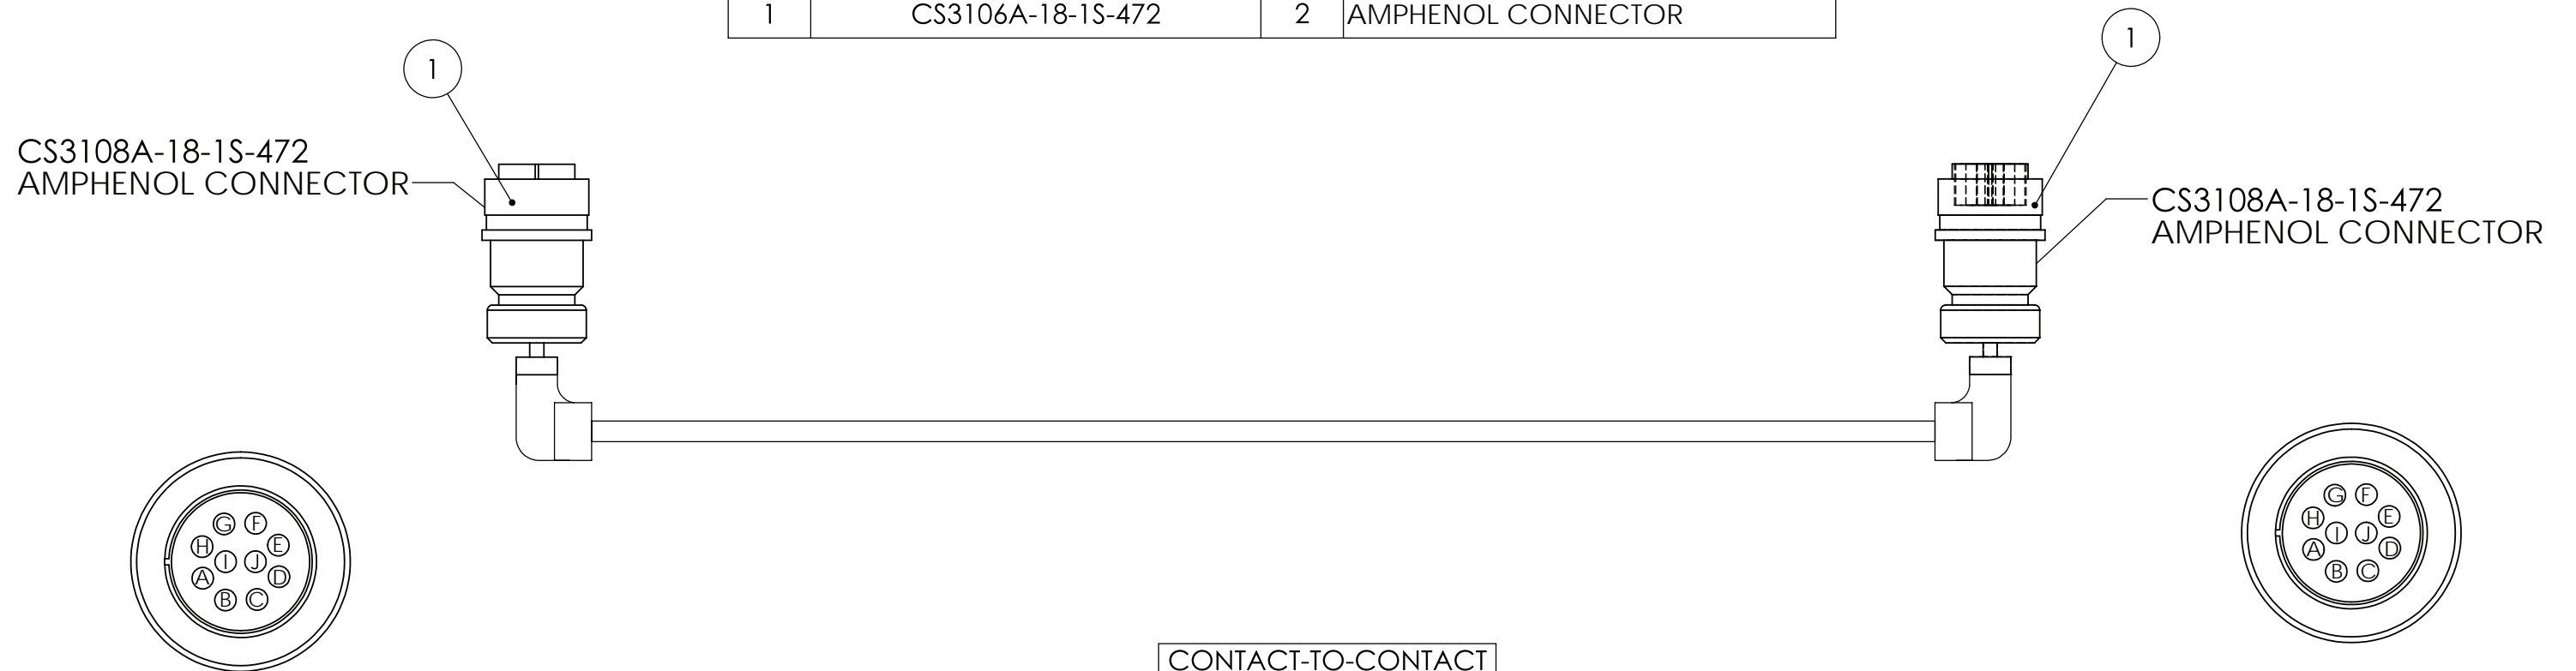 1 CS3106A-18-1S-472 2 AMPHENOL CONNECTOR
1
1
CS3108A-18-1S-472
AMPHENOL CONNECTOR
CS3108A-18-1S-472
AMPHENOL CONNECTOR
G F
H E
I J
A D
B C
G F
H E
I J
A D
B C
CONTACT-TO-CONTACT